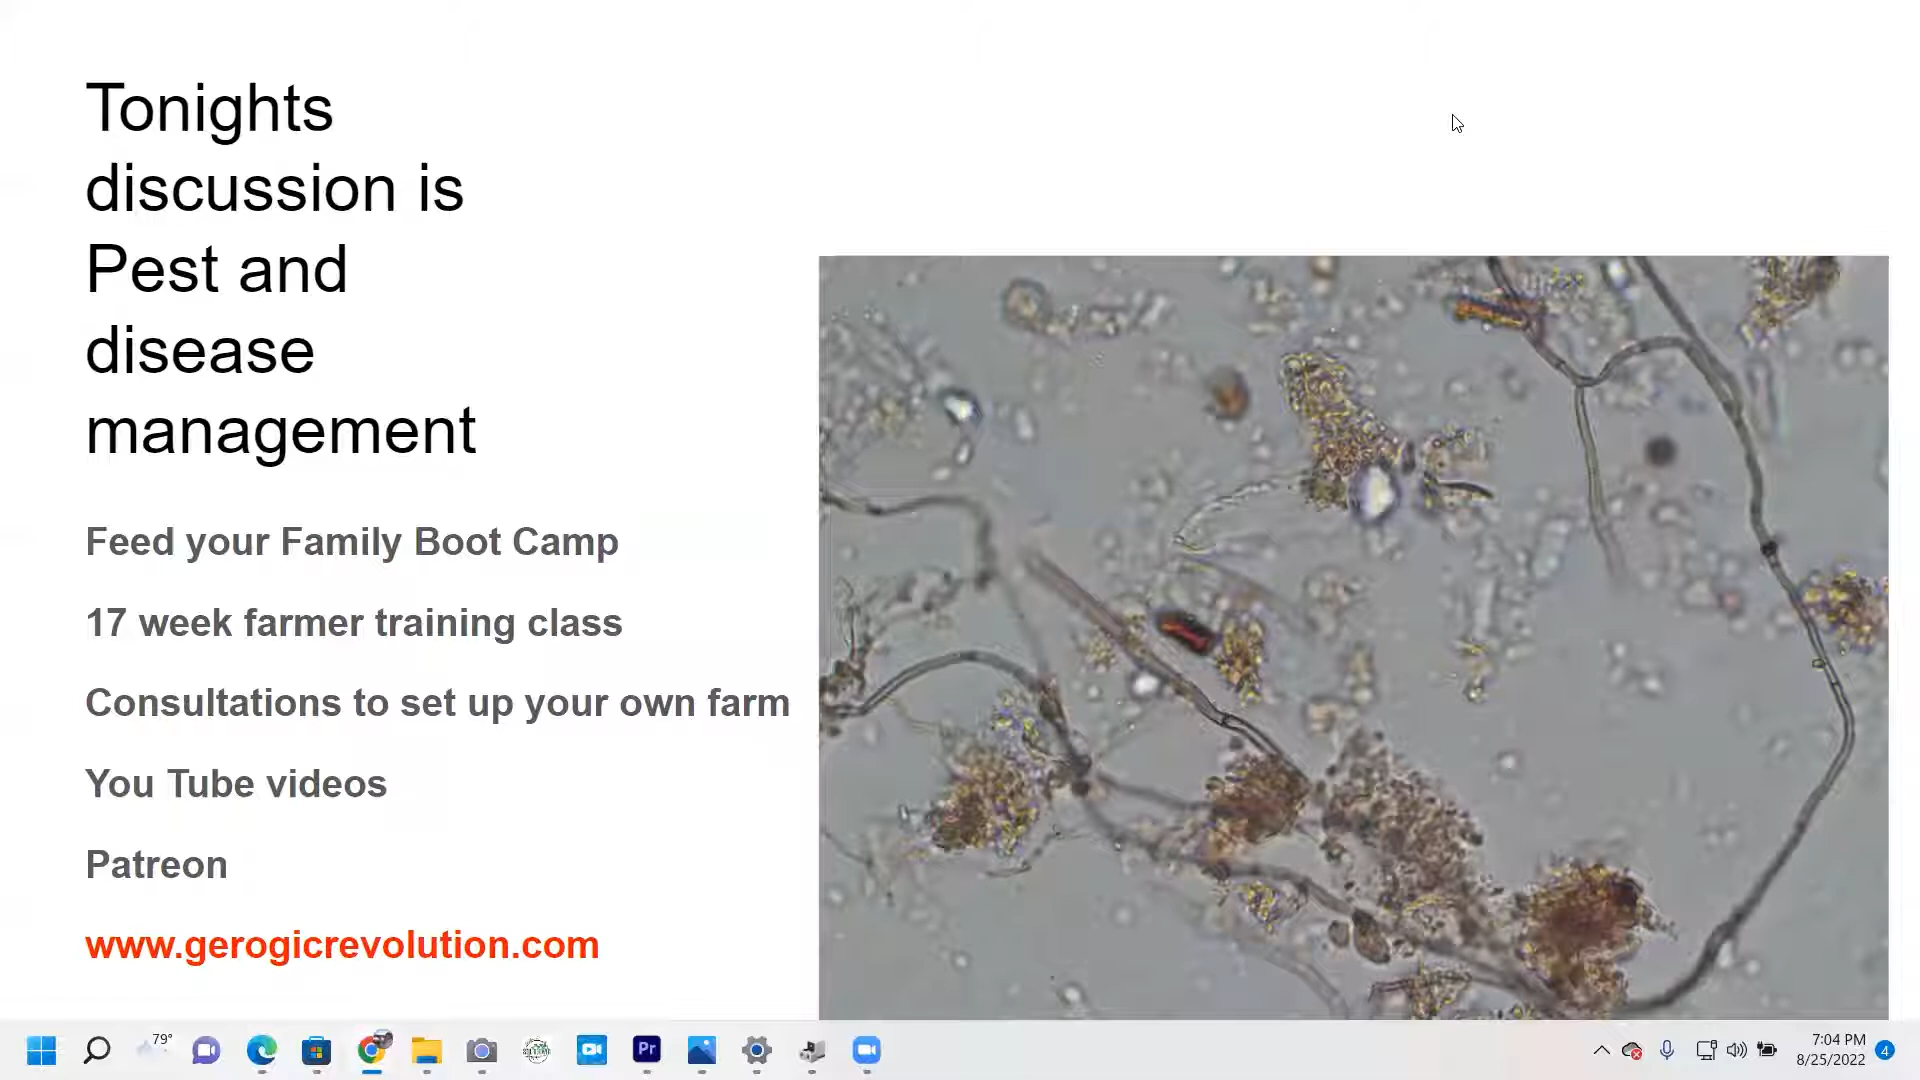 Tonights
discussion is
Pest and
disease
management
Feed your Family Boot Camp
17 week farmer training class
Consultations to set up your own farm
You Tube videos
Patreon
www.gerogicrevolution.com
79°
Pr
7:04 PM
8/25/2022
4